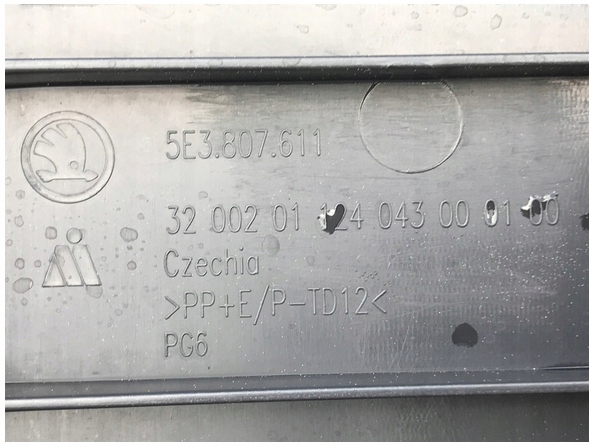 5E3.807.611
32 002 01 124 043 00 01 00
Czechia
>PP+E/P-TD12<
PG6